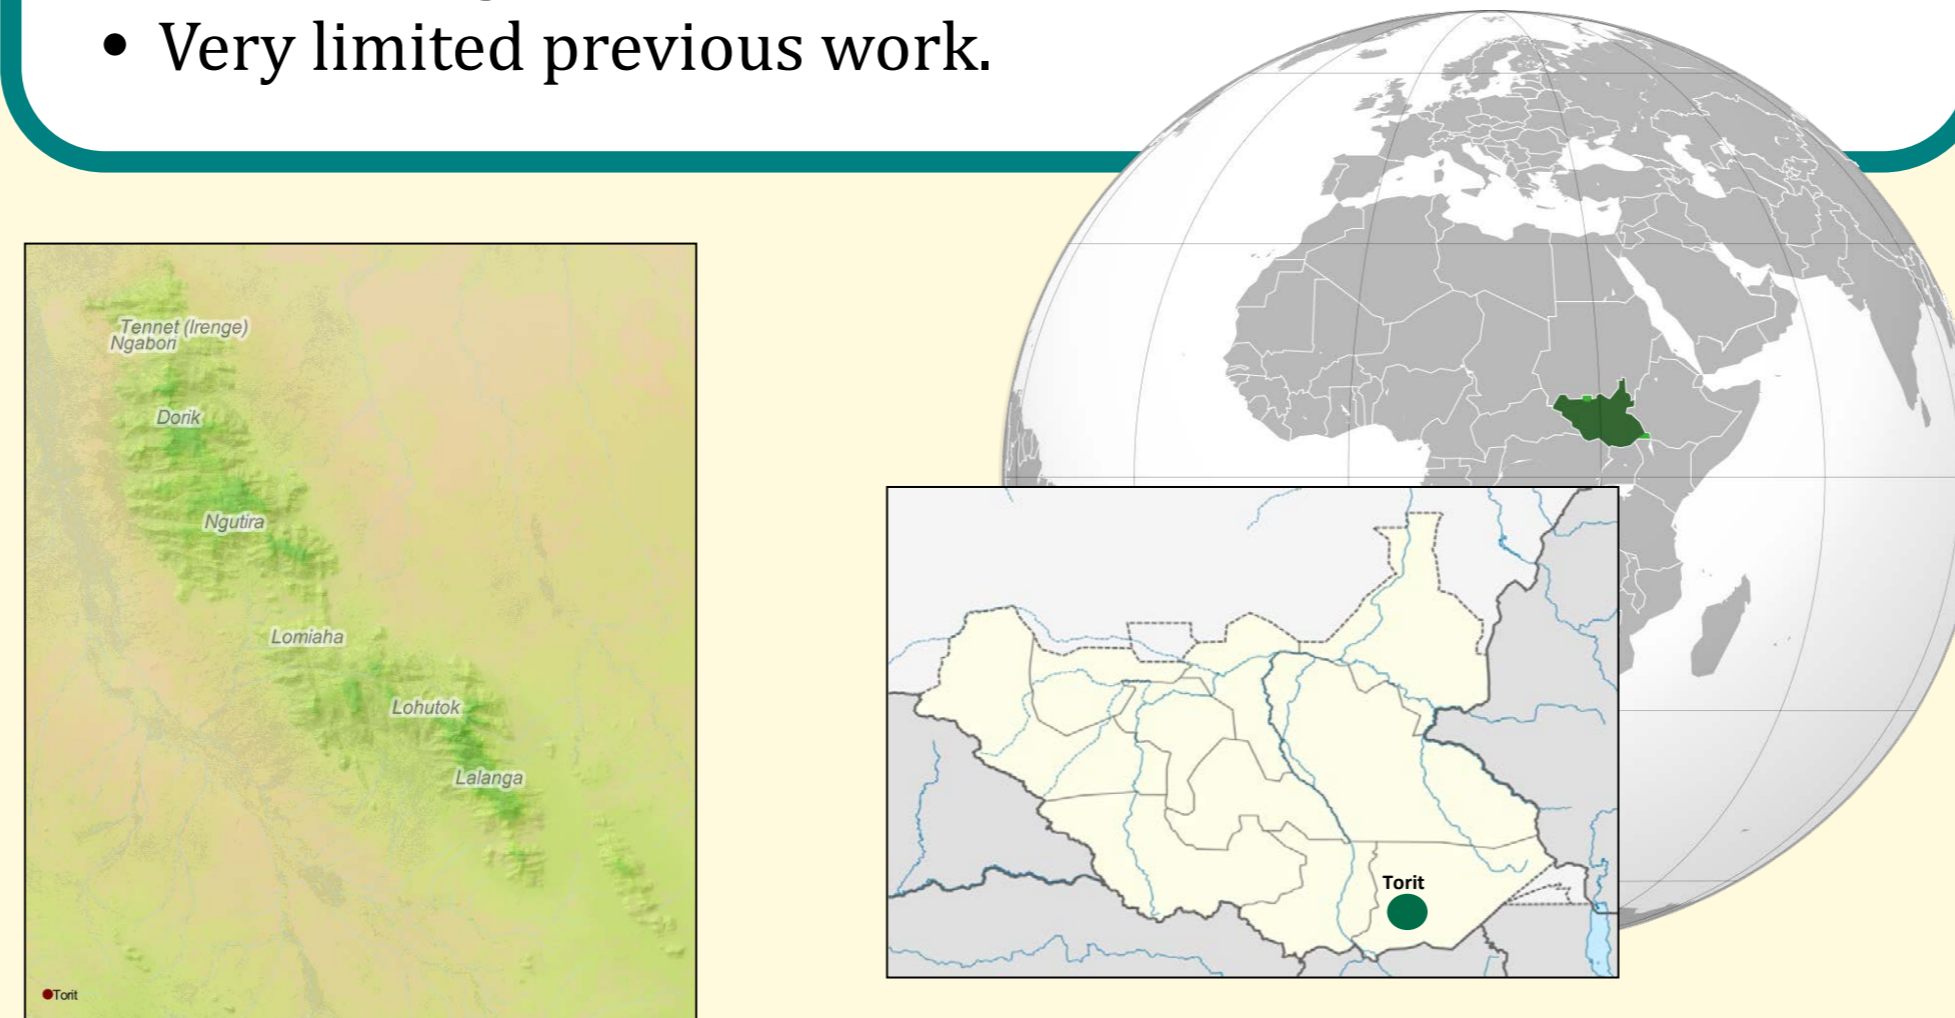 • Very limited previous work.
Tennet (Irenge)
Ngabori
Dorik
Ngutira
Lomiaha
Lohutok
Lalanga
Torit
Torit